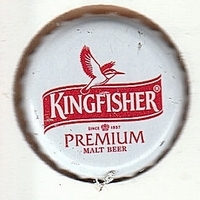 KINGFISHER®
SINCE 1857
PREMIUM
MALT BEER